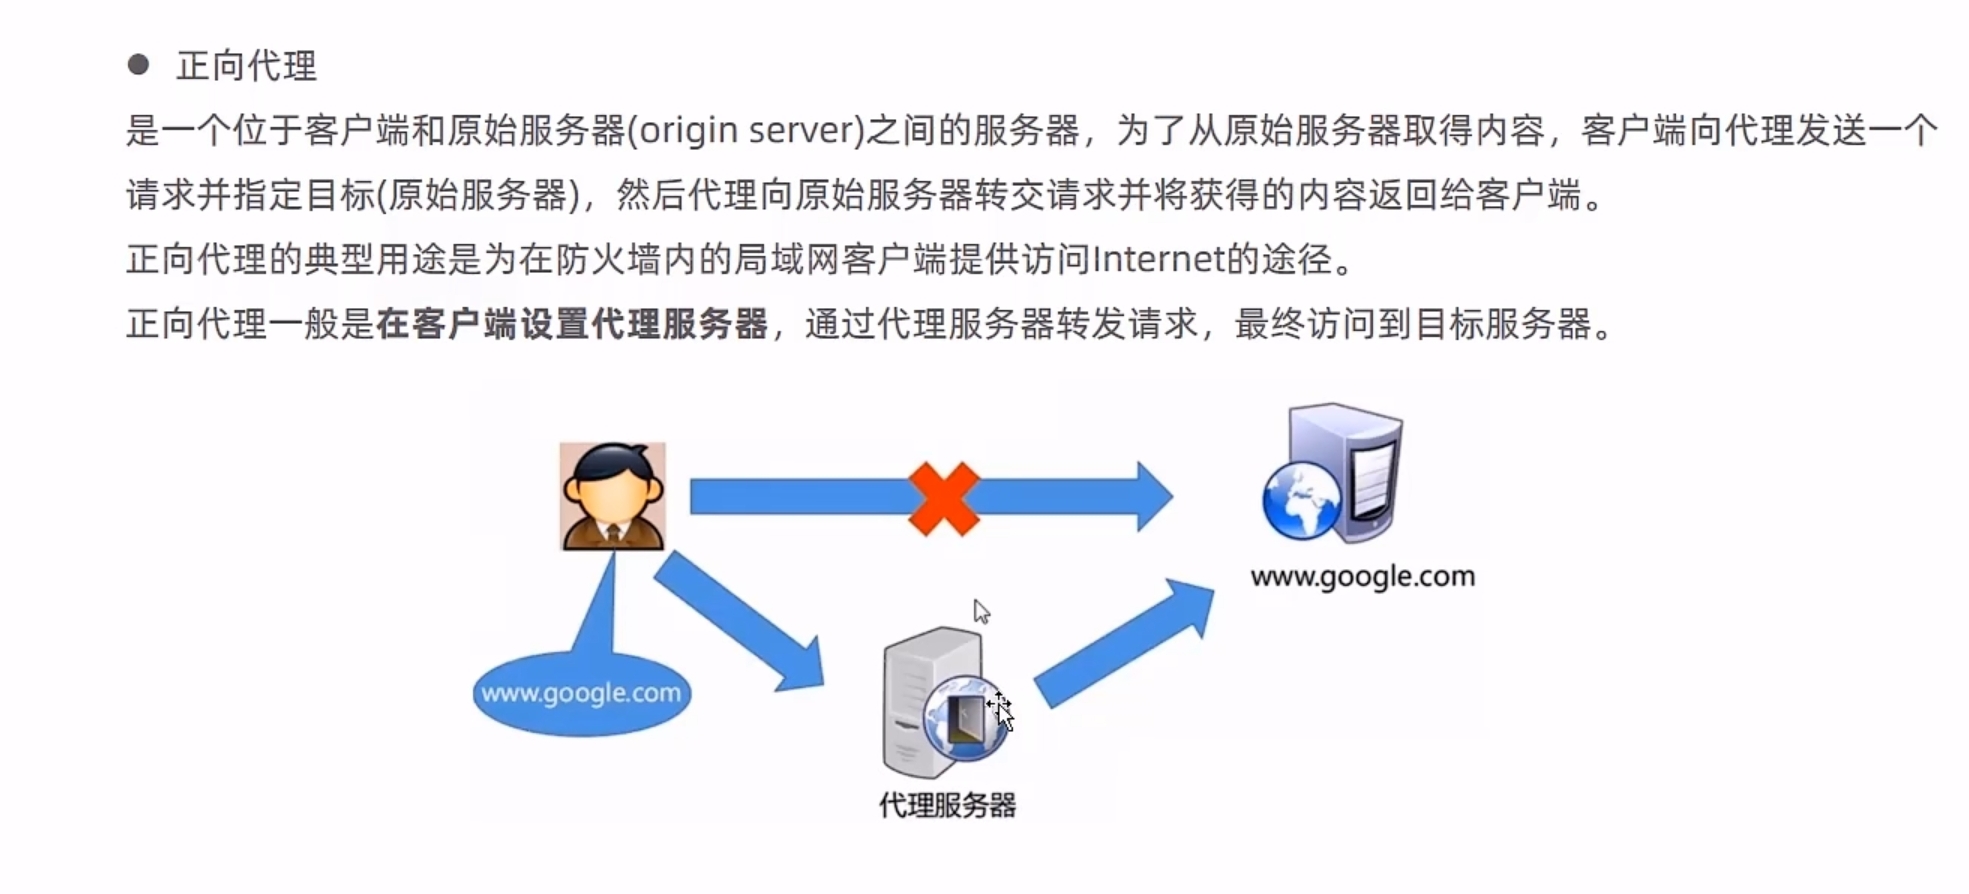 ● 正向代理
是一个位于客户端和原始服务器(origin server)之间的服务器，为了从原始服务器取得内容，客户端向代理发送一个
请求并指定目标(原始服务器)，然后代理向原始服务器转交请求并将获得的内容返回给客户端。
正向代理的典型用途是为在防火墙内的局域网客户端提供访问Internet的途径。
正向代理一般是在客户端设置代理服务器，通过代理服务器转发请求，最终访问到目标服务器。
www.google.com
www.google.com
代理服务器